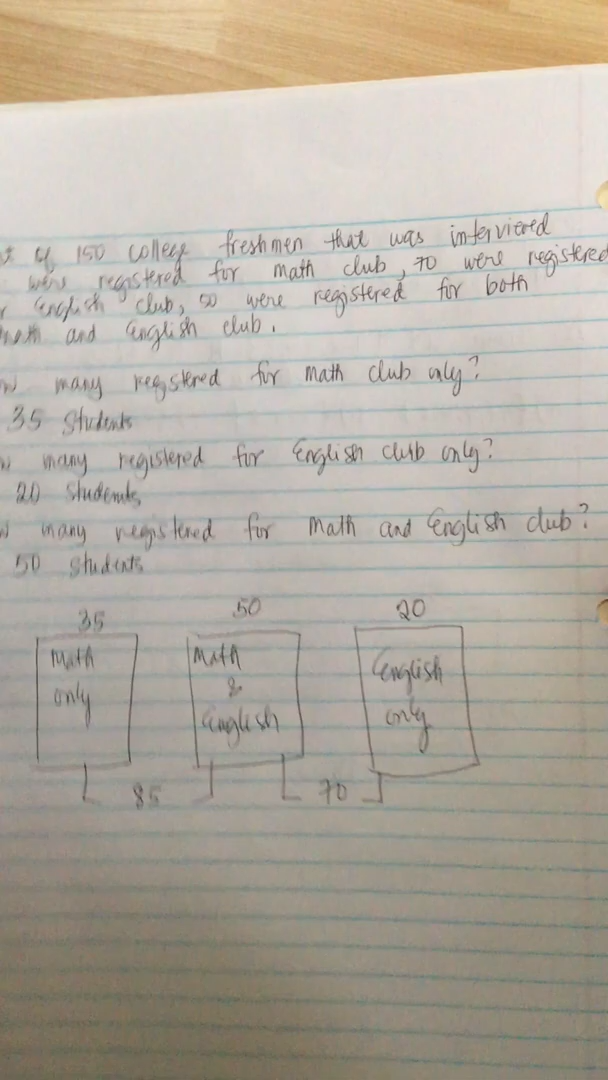 of 150 college freshmen that was interviewed
were registered for math club, 70 were registered
English club, 50 were registered for both
math and English club.
many registered for math club only?
35 Students
many registered for English club only?
20 Students
many registered for Math and English club?
50 Students
35 50 20
Math only
Math & English
English only
85 70